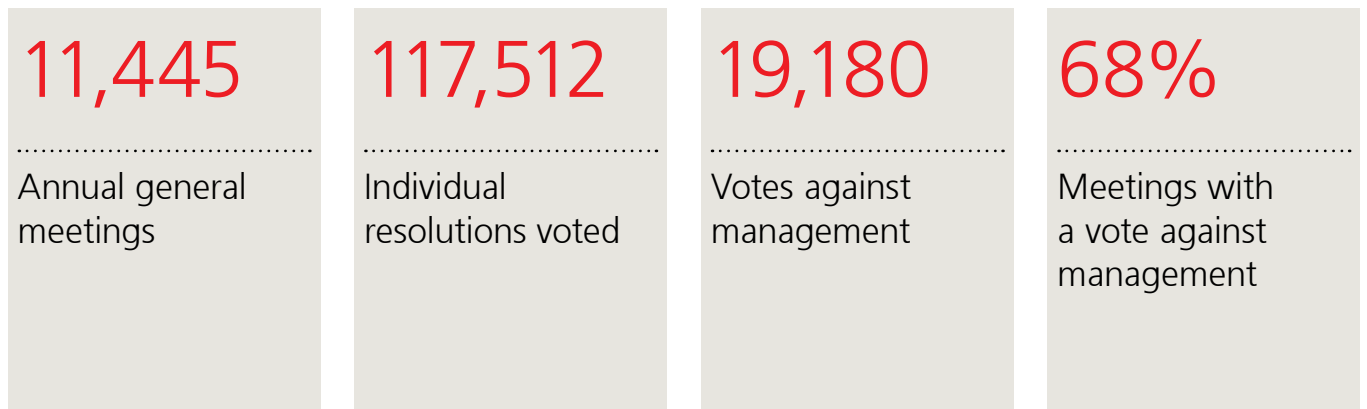 11,445
Annual general
meetings
117,512
Individual
resolutions voted
19,180
Votes against
management
68%
Meetings with
a vote against
management